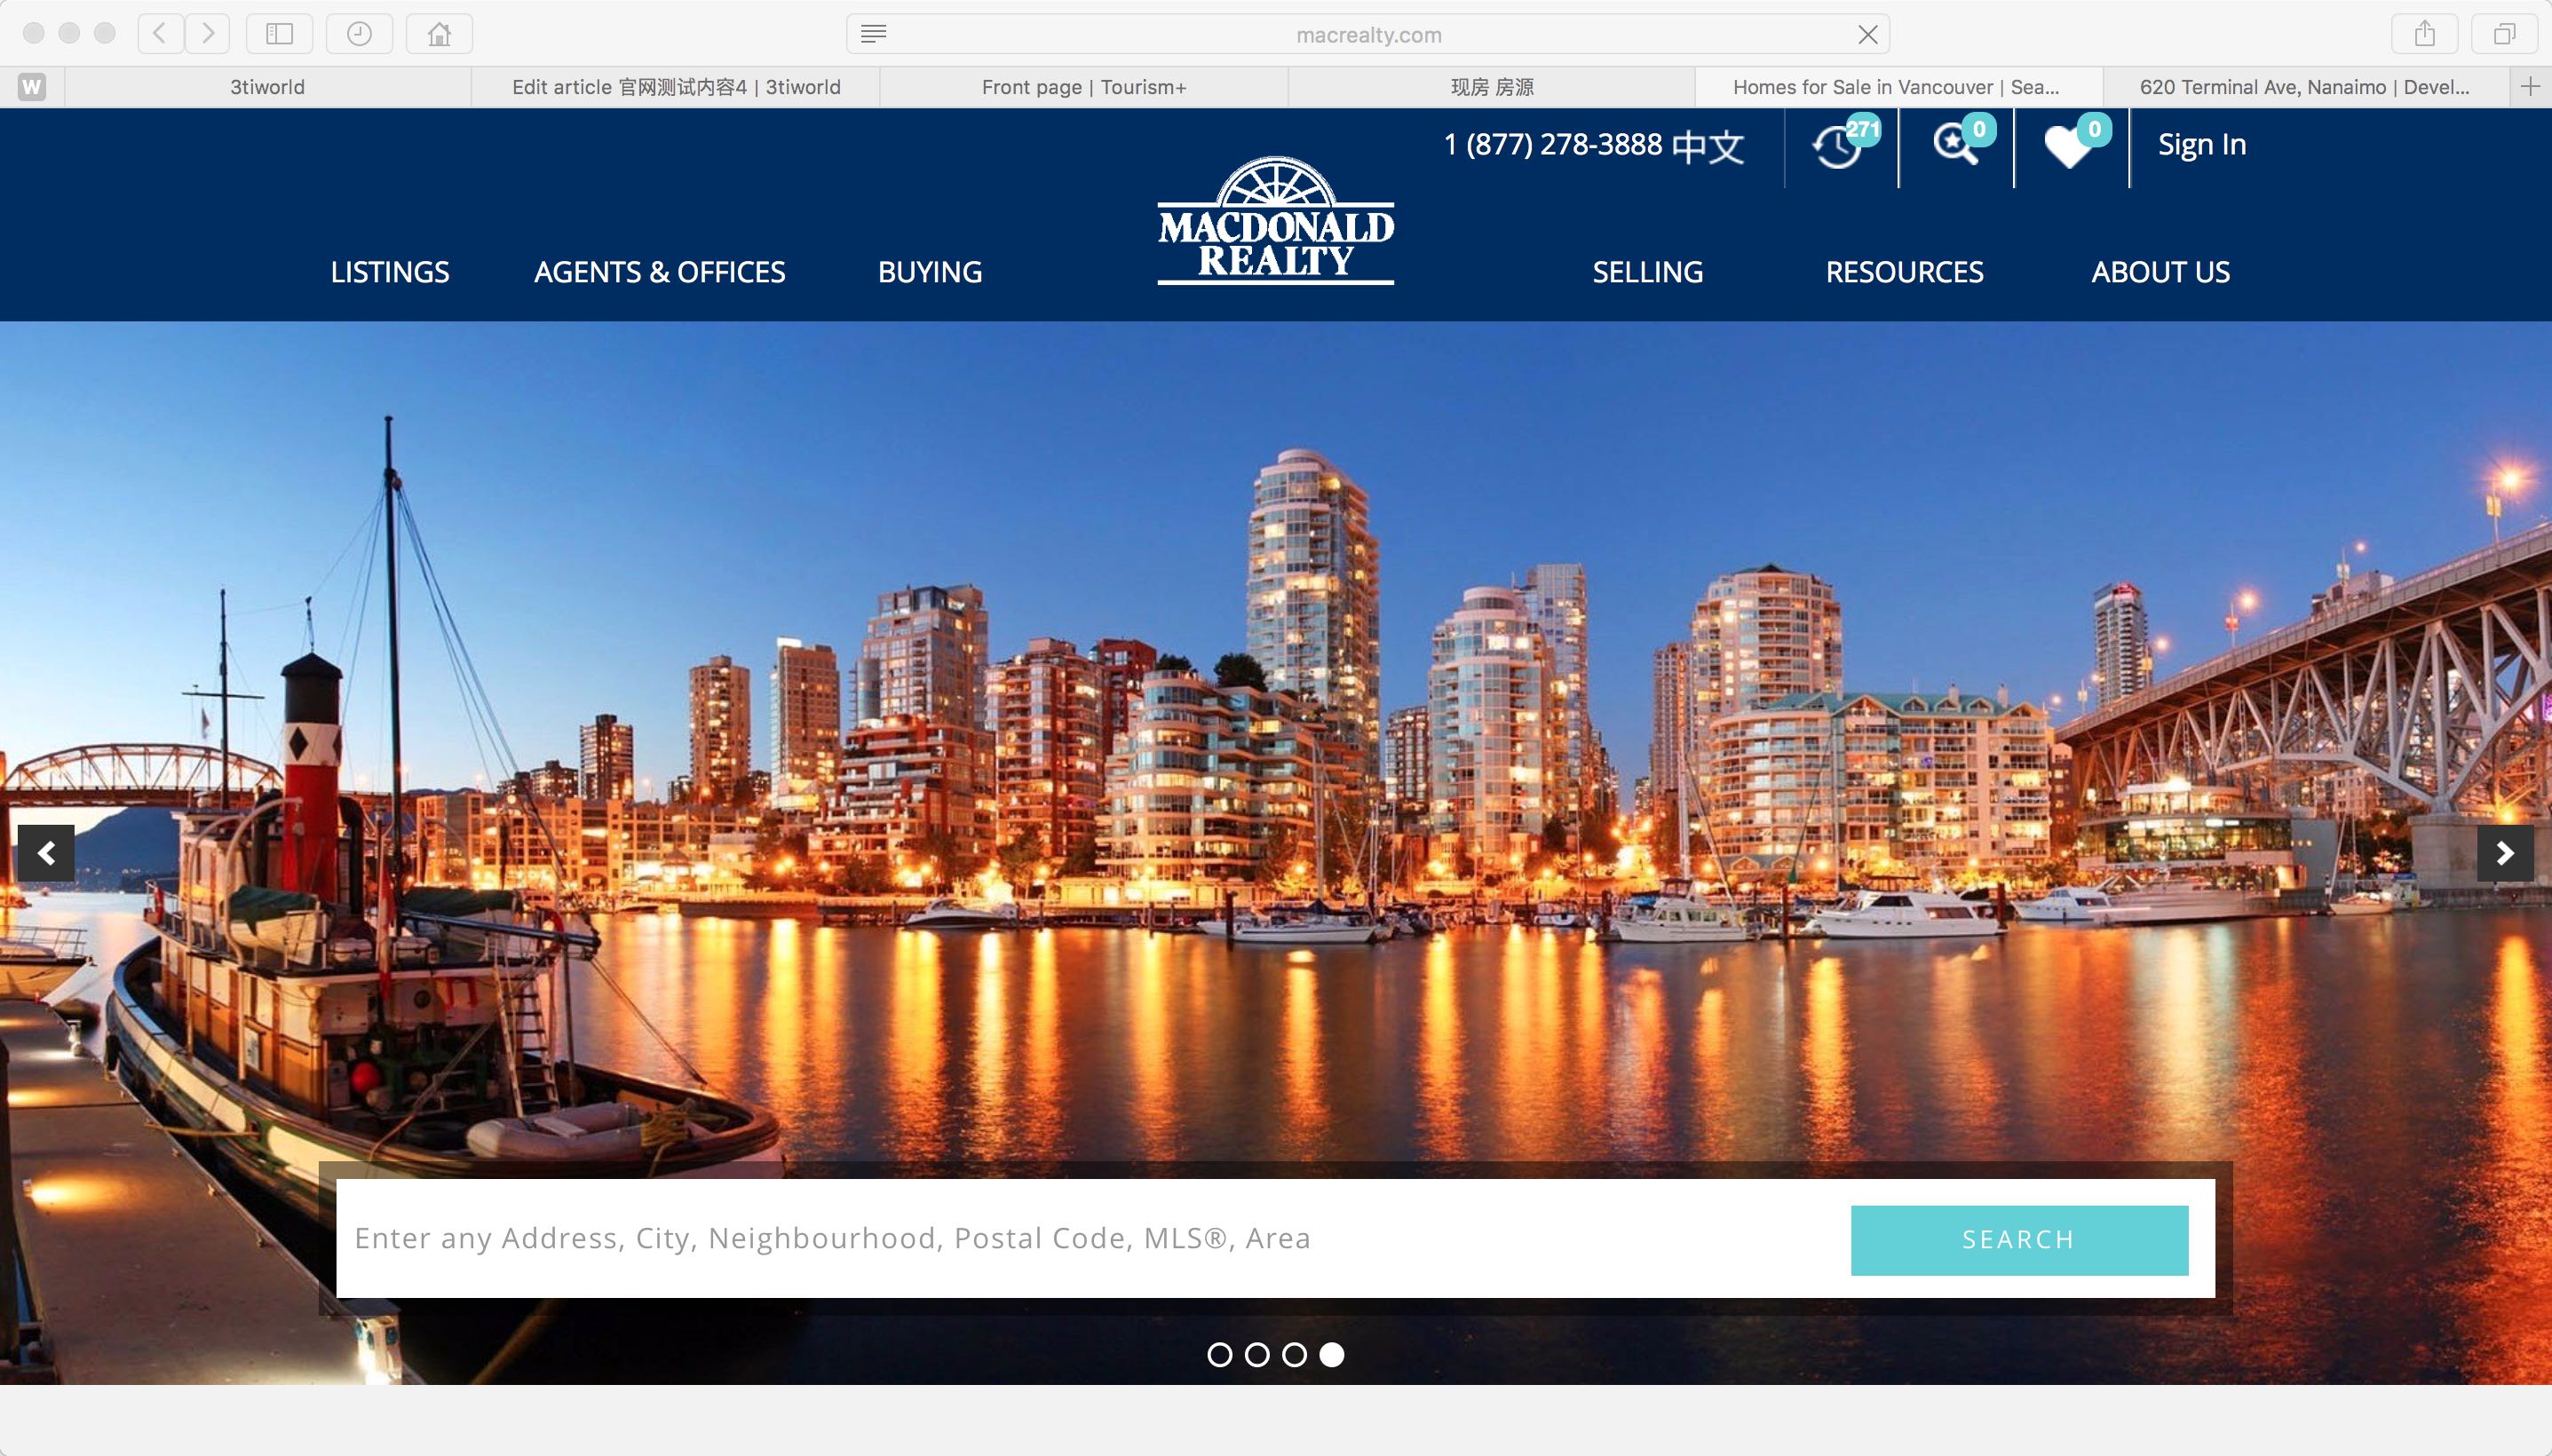 macrealty.com
W
3tiworld
Edit article 官网测试内容4 | 3tiworld
Front page | Tourism+
现房 房源
Homes for Sale in Vancouver | Sea...
620 Terminal Ave, Nanaimo | Devel...
1 (877) 278-3888 中文
271
0
0
Sign In
LISTINGS
AGENTS & OFFICES
BUYING
MACDONALD
REALTY
SELLING
RESOURCES
ABOUT US
Enter any Address, City, Neighbourhood, Postal Code, MLS®, Area
SEARCH